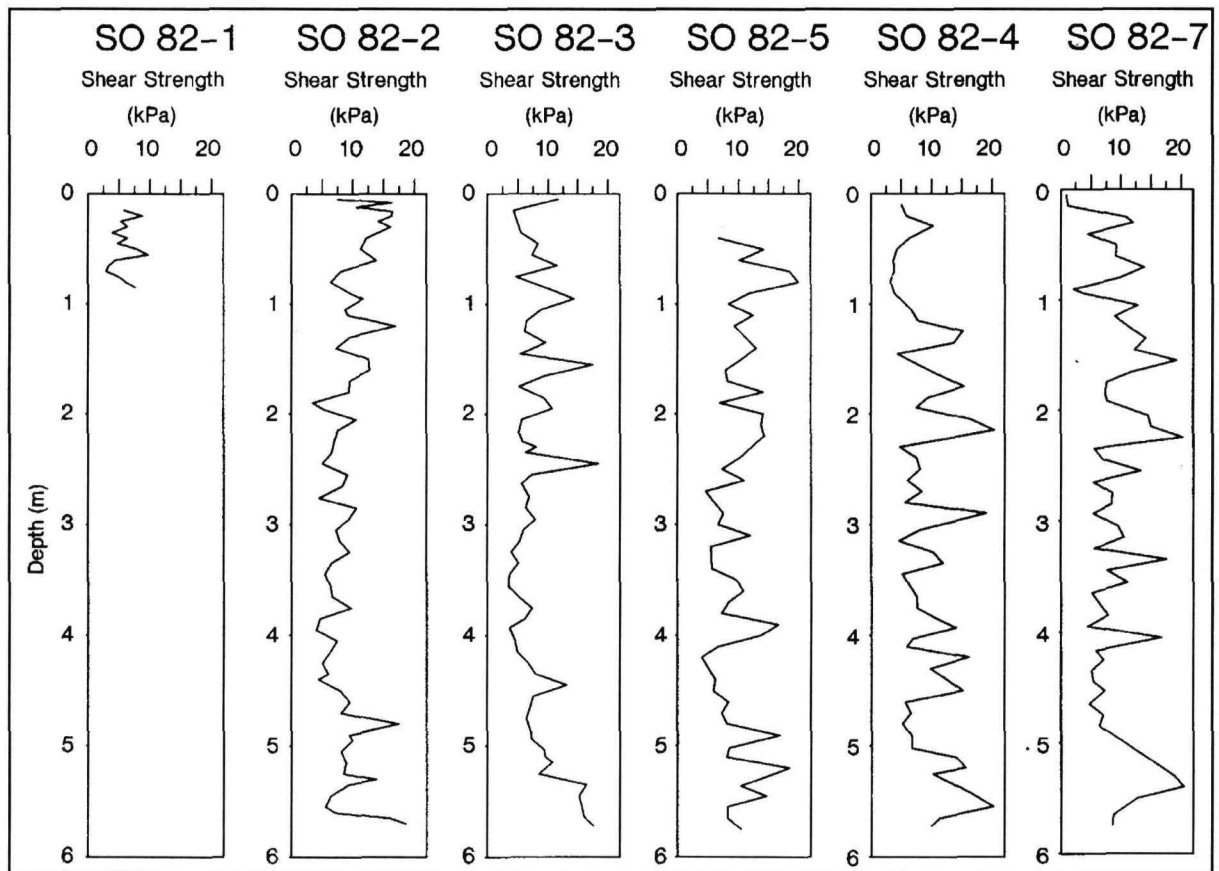 SO 82-1 SO 82-2 SO 82-3 SO 82-5 SO 82-4 SO 82-7
Shear Strength Shear Strength Shear Strength Shear Strength Shear Strength Shear Strength
(kPa) (kPa) (kPa) (kPa) (kPa) (kPa)
0 10 20 0 10 20 0 10 20 0 10 20 0 10 20 0 10 20
0 0 0 0 0 0
1 1 1 1 1 1
2 2 2 2 2 2
Depth (m)
3 3 3 3 3 3
4 4 4 4 4 4
5 5 5 5 5 5
6 6 6 6 6 6